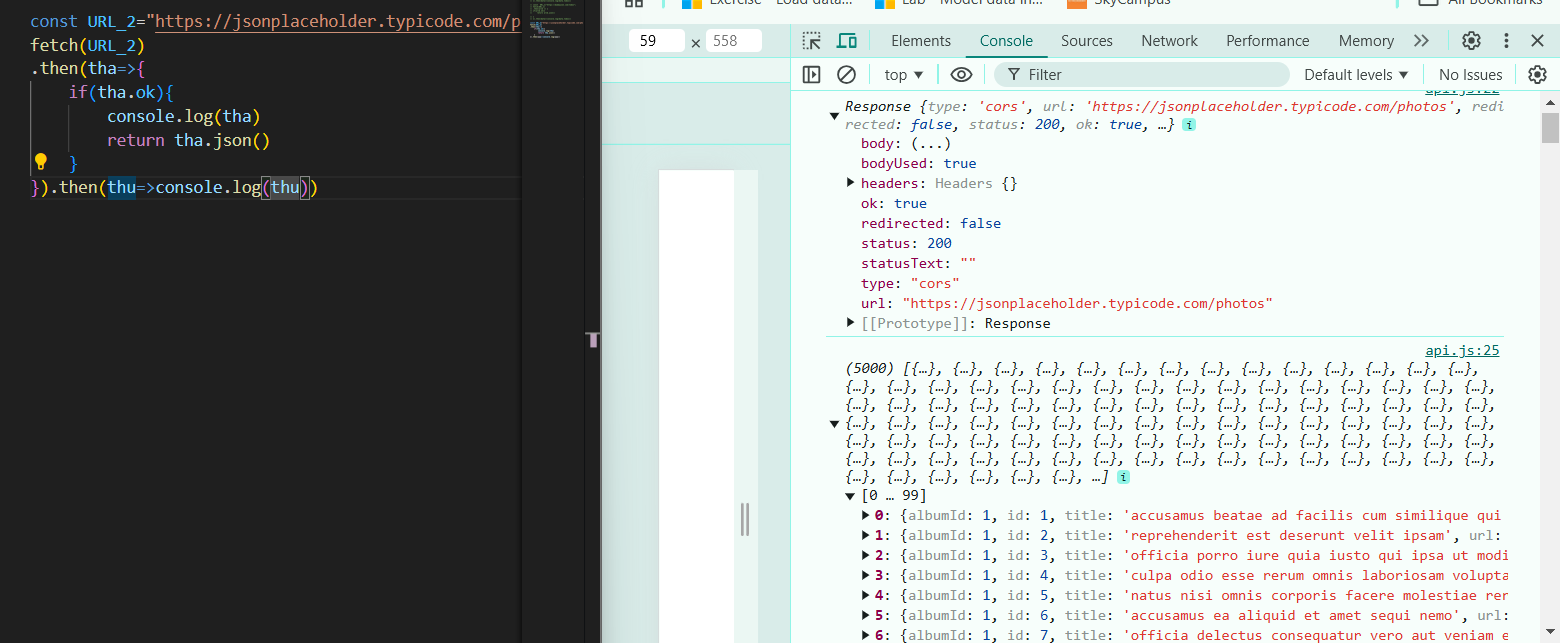 const URL_2="https://jsonplaceholder.typicode.com/p
fetch(URL_2)
.then(tha=>{
if(tha.ok){
console.log(tha)
return tha.json()
}
}).then(thu=>console.log(thu))
Exercise - Load data...
Lab - Model data in...
SkyCampus
All Bookmarks
59 × 558
Elements Console Sources Network Performance Memory
top Filter Default levels No Issues
api.js:22
Response {type: 'cors', url: 'https://jsonplaceholder.typicode.com/photos', redi
rected: false, status: 200, ok: true, …} i
body: (...)
bodyUsed: true
headers: Headers {}
ok: true
redirected: false
status: 200
statusText: ""
type: "cors"
url: "https://jsonplaceholder.typicode.com/photos"
[[Prototype]]: Response
api.js:25
(5000) [{…}, {…}, {…}, {…}, {…}, {…}, {…}, {…}, {…}, {…}, {…}, {…}, {…}, {…},
{…}, {…}, {…}, {…}, {…}, {…}, {…}, {…}, {…}, {…}, {…}, {…}, {…}, {…}, {…}, {…},
{…}, {…}, {…}, {…}, {…}, {…}, {…}, {…}, {…}, {…}, {…}, {…}, {…}, {…}, {…}, {…},
{…}, {…}, {…}, {…}, {…}, {…}, {…}, {…}, {…}, {…}, {…}, {…}, {…}, {…}, {…}, {…},
{…}, {…}, {…}, {…}, {…}, {…}, {…}, {…}, {…}, {…}, {…}, {…}, {…}, {…}, {…}, {…},
{…}, {…}, {…}, {…}, {…}, {…}, {…}, {…}, {…}, {…}, {…}, {…}, {…}, {…}, {…}, {…},
{…}, {…}, {…}, {…}, {…}, {…}, …] i
[0 … 99]
0: {albumId: 1, id: 1, title: 'accusamus beatae ad facilis cum similique qui
1: {albumId: 1, id: 2, title: 'reprehenderit est deserunt velit ipsam', url:
2: {albumId: 1, id: 3, title: 'officia porro iure quia iusto qui ipsa ut modi
3: {albumId: 1, id: 4, title: 'culpa odio esse rerum omnis laboriosam volupta
4: {albumId: 1, id: 5, title: 'natus nisi omnis corporis facere molestiae rer
5: {albumId: 1, id: 6, title: 'accusamus ea aliquid et amet sequi nemo', url:
6: {albumId: 1, id: 7, title: 'officia delectus consequatur vero aut veniam e